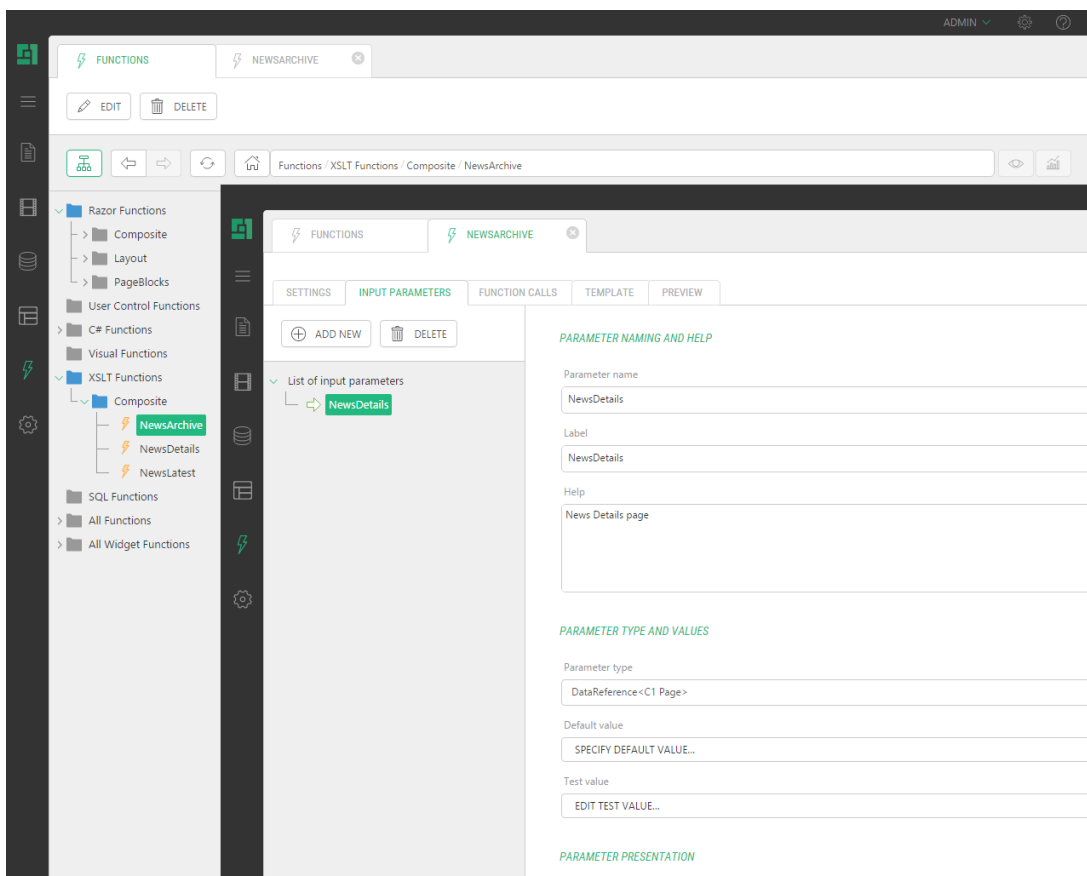 ADMIN
FUNCTIONS
NEWSARCHIVE
EDIT
DELETE
Functions / XSLT Functions / Composite / NewsArchive
Razor Functions
Composite
Layout
PageBlocks
User Control Functions
C# Functions
Visual Functions
XSLT Functions
Composite
NewsArchive
NewsDetails
NewsLatest
SQL Functions
All Functions
All Widget Functions
FUNCTIONS
NEWSARCHIVE
SETTINGS
INPUT PARAMETERS
FUNCTION CALLS
TEMPLATE
PREVIEW
ADD NEW
DELETE
List of input parameters
NewsDetails
PARAMETER NAMING AND HELP
Parameter name
NewsDetails
Label
NewsDetails
Help
News Details page
PARAMETER TYPE AND VALUES
Parameter type
DataReference<C1 Page>
Default value
SPECIFY DEFAULT VALUE...
Test value
EDIT TEST VALUE...
PARAMETER PRESENTATION